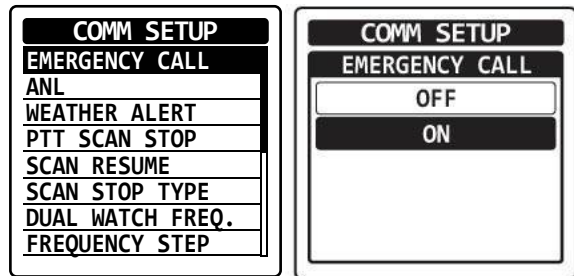 COMM SETUP
EMERGENCY CALL
ANL
WEATHER ALERT
PTT SCAN STOP
SCAN RESUME
SCAN STOP TYPE
DUAL WATCH FREQ.
FREQUENCY STEP
COMM SETUP
EMERGENCY CALL
OFF
ON